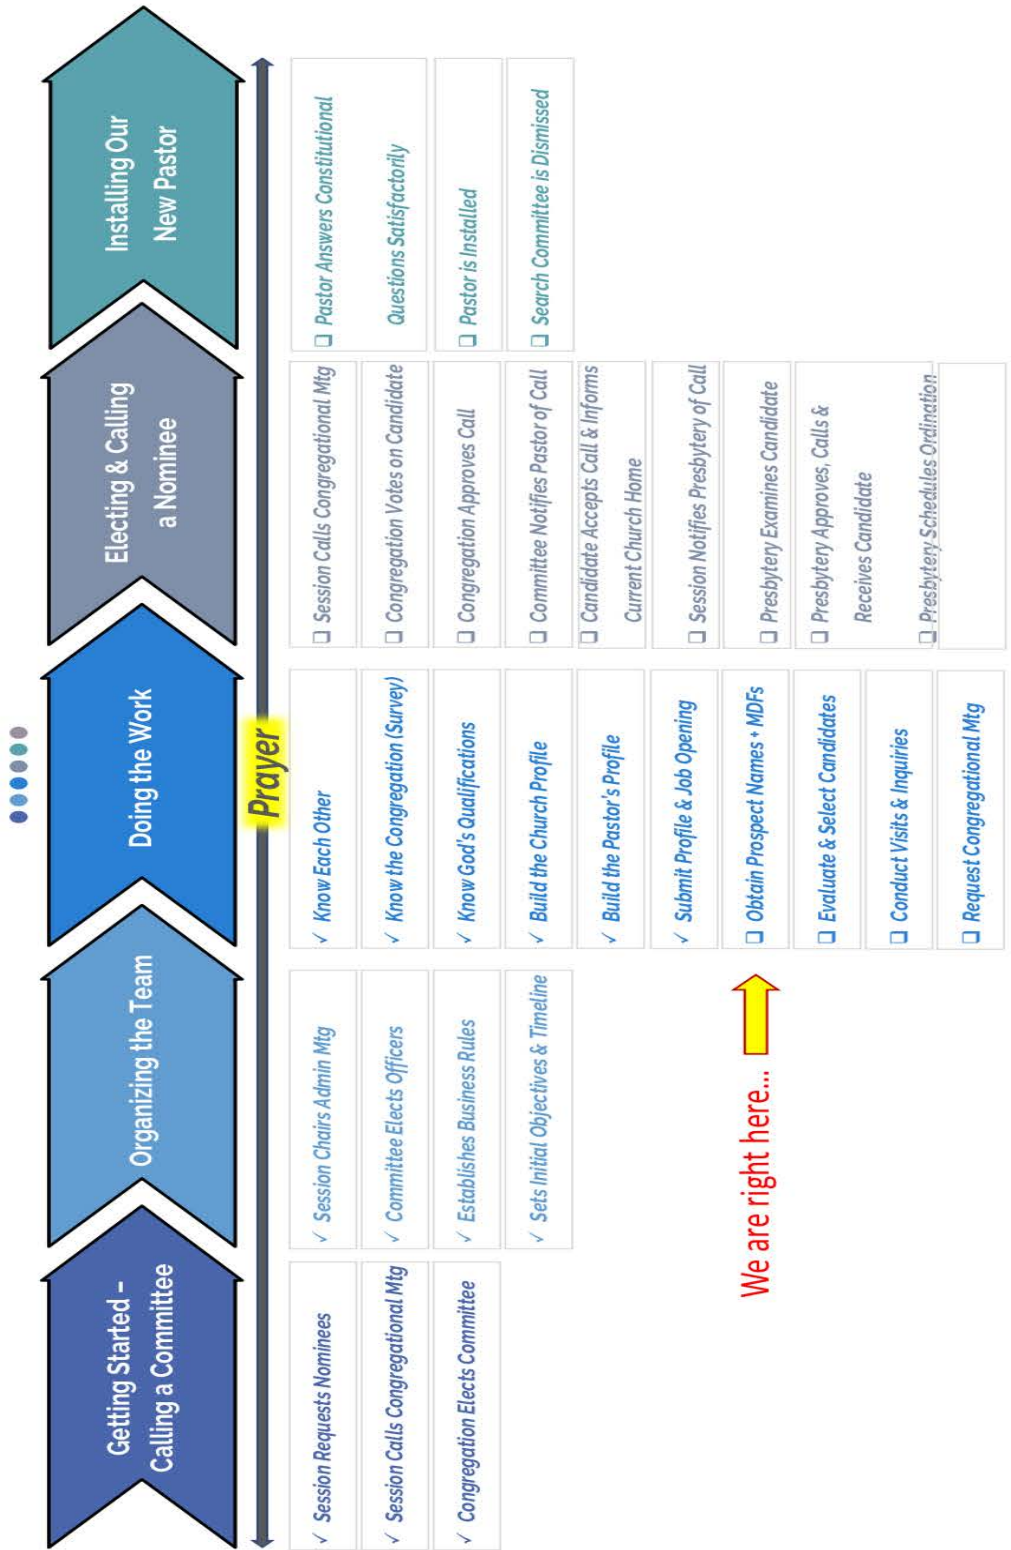 Getting Started –
Calling a Committee
Organizing the Team
Doing the Work
Electing & Calling
a Nominee
Installing Our
New Pastor
Prayer
✓ Session Requests Nominees
✓ Session Calls Congregational Mtg
✓ Congregation Elects Committee
✓ Session Chairs Admin Mtg
✓ Committee Elects Officers
✓ Establishes Business Rules
✓ Sets Initial Objectives & Timeline
✓ Know Each Other
✓ Know the Congregation (Survey)
✓ Know God's Qualifications
✓ Build the Church Profile
✓ Build the Pastor's Profile
✓ Submit Profile & Job Opening
❑ Obtain Prospect Names + MDFs
❑ Evaluate & Select Candidates
❑ Conduct Visits & Inquiries
❑ Request Congregational Mtg
❑ Session Calls Congregational Mtg
❑ Congregation Votes on Candidate
❑ Congregation Approves Call
❑ Committee Notifies Pastor of Call
❑ Candidate Accepts Call & Informs
Current Church Home
❑ Session Notifies Presbytery of Call
❑ Presbytery Examines Candidate
❑ Presbytery Approves, Calls &
Receives Candidate
❑ Presbytery Schedules Ordination
❑ Pastor Answers Constitutional
Questions Satisfactorily
❑ Pastor is Installed
❑ Search Committee is Dismissed
We are right here...